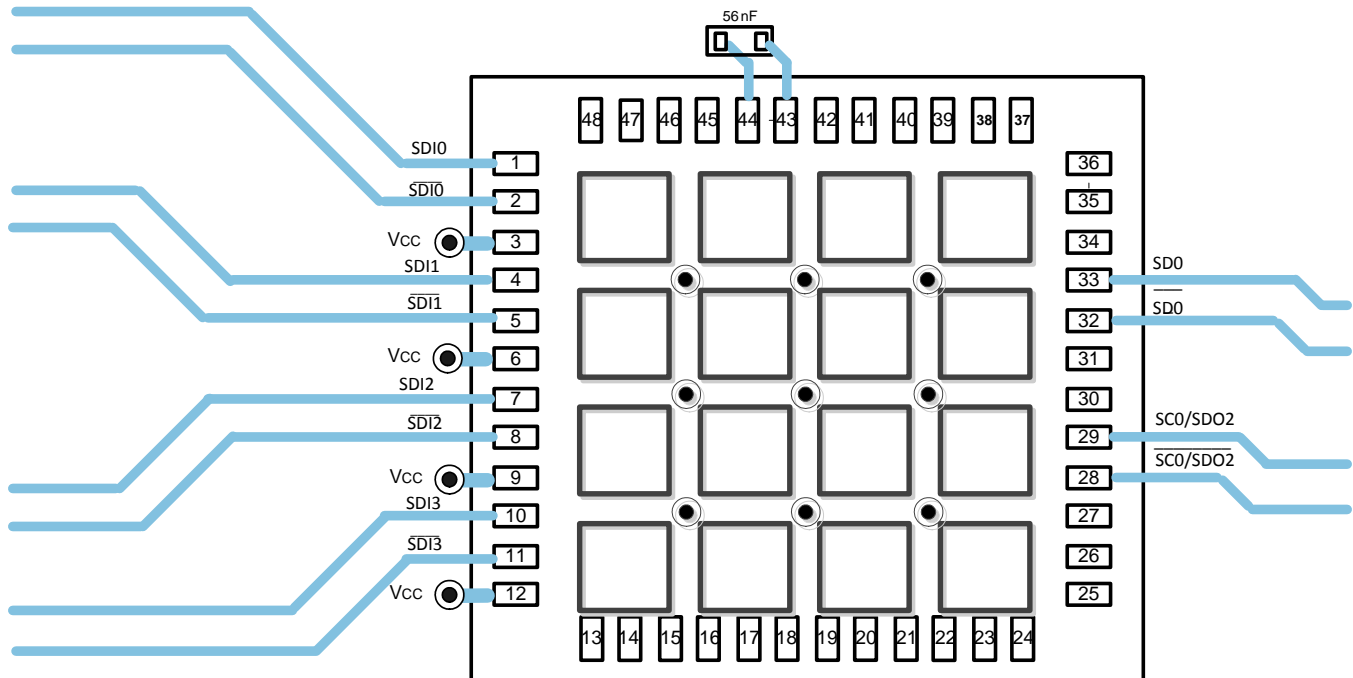 56nF
48 47 46 45 44 43 42 41 40 39 38 37
SDI0 1
SDI0 2
Vcc 3
SDI1 4
SDI1 5
Vcc 6
SDI2 7
SDI2 8
Vcc 9
SDI3 10
SDI3 11
Vcc 12
36
35
34
33 SD0
32 SD0
31
30
29 SC0/SDO2
28 SC0/SDO2
27
26
25
13 14 15 16 17 18 19 20 21 22 23 24